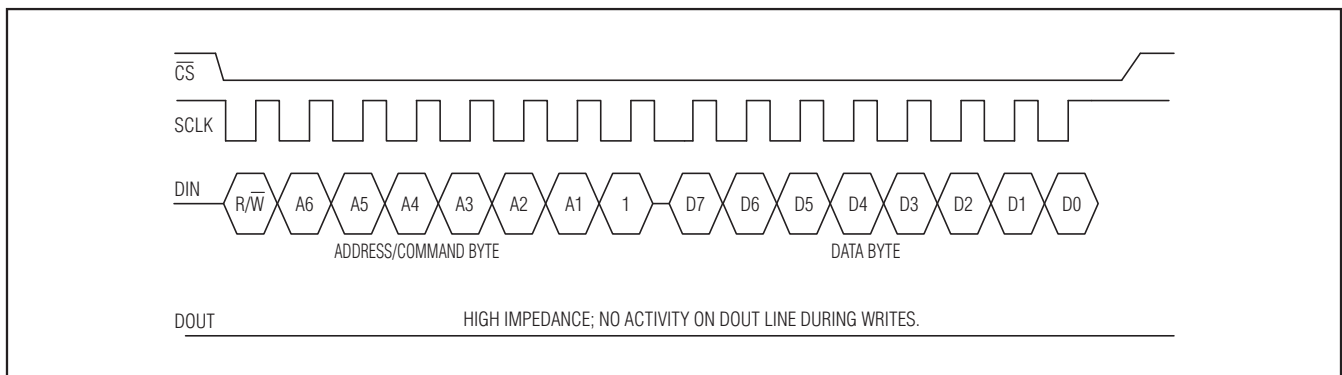 C̅S̅
SCLK
DIN
R/W̅ A6 A5 A4 A3 A2 A1 1 D7 D6 D5 D4 D3 D2 D1 D0
ADDRESS/COMMAND BYTE DATA BYTE
DOUT HIGH IMPEDANCE; NO ACTIVITY ON DOUT LINE DURING WRITES.